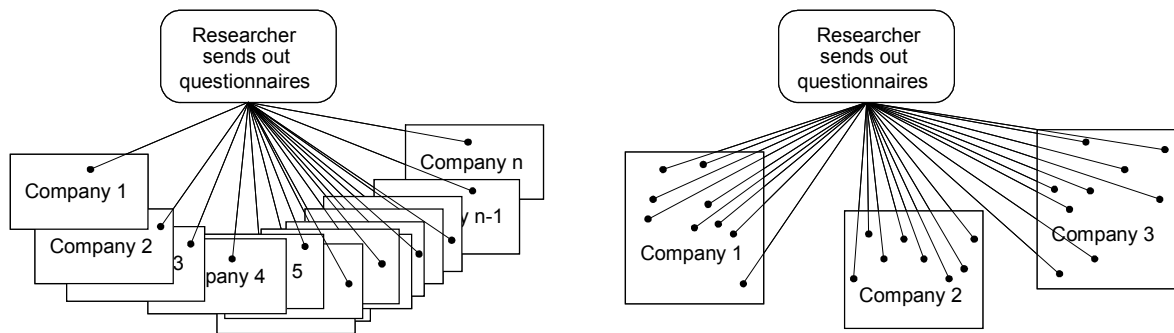 Researcher
sends out
questionnaires
Company n
Company 1
y n-1
Company 2
3
5
pany 4
Researcher
sends out
questionnaires
Company 1
Company 3
Company 2